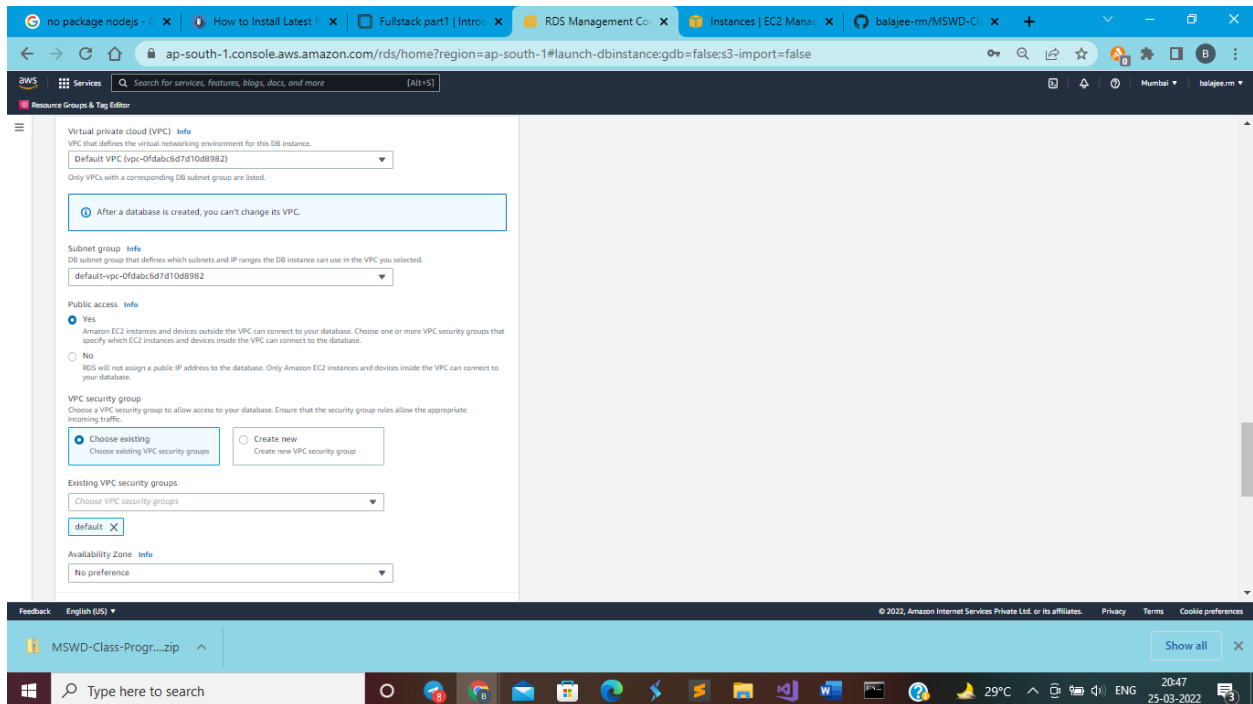 no package nodejs - G
How to Install Latest N
Fullstack part1 | Introd
RDS Management Con
Instances | EC2 Manag
balajee-rm/MSWD-Cla
ap-south-1.console.aws.amazon.com/rds/home?region=ap-south-1#launch-dbinstance:gdb=false;s3-import=false
B
aws
Services
Search for services, features, blogs, docs, and more
[Alt+S]
Mumbai
balajee.rm
Resource Groups & Tag Editor
Virtual private cloud (VPC) Info
VPC that defines the virtual networking environment for this DB instance.
Default VPC (vpc-0fdabc6d7d10d8982)
Only VPCs with a corresponding DB subnet group are listed.
After a database is created, you can't change its VPC.
Subnet group Info
DB subnet group that defines which subnets and IP ranges the DB instance can use in the VPC you selected.
default-vpc-0fdabc6d7d10d8982
Public access Info
Yes
Amazon EC2 instances and devices outside the VPC can connect to your database. Choose one or more VPC security groups that
specify which EC2 instances and devices inside the VPC can connect to the database.
No
RDS will not assign a public IP address to the database. Only Amazon EC2 instances and devices inside the VPC can connect to
your database.
VPC security group
Choose a VPC security group to allow access to your database. Ensure that the security group rules allow the appropriate
incoming traffic.
Choose existing
Choose existing VPC security groups
Create new
Create new VPC security group
Existing VPC security groups
Choose VPC security groups
default
Availability Zone Info
No preference
Feedback English (US)
© 2022, Amazon Internet Services Private Ltd. or its affiliates. Privacy Terms Cookie preferences
MSWD-Class-Progr....zip
Show all
Type here to search
29°C
ENG
20:47
25-03-2022